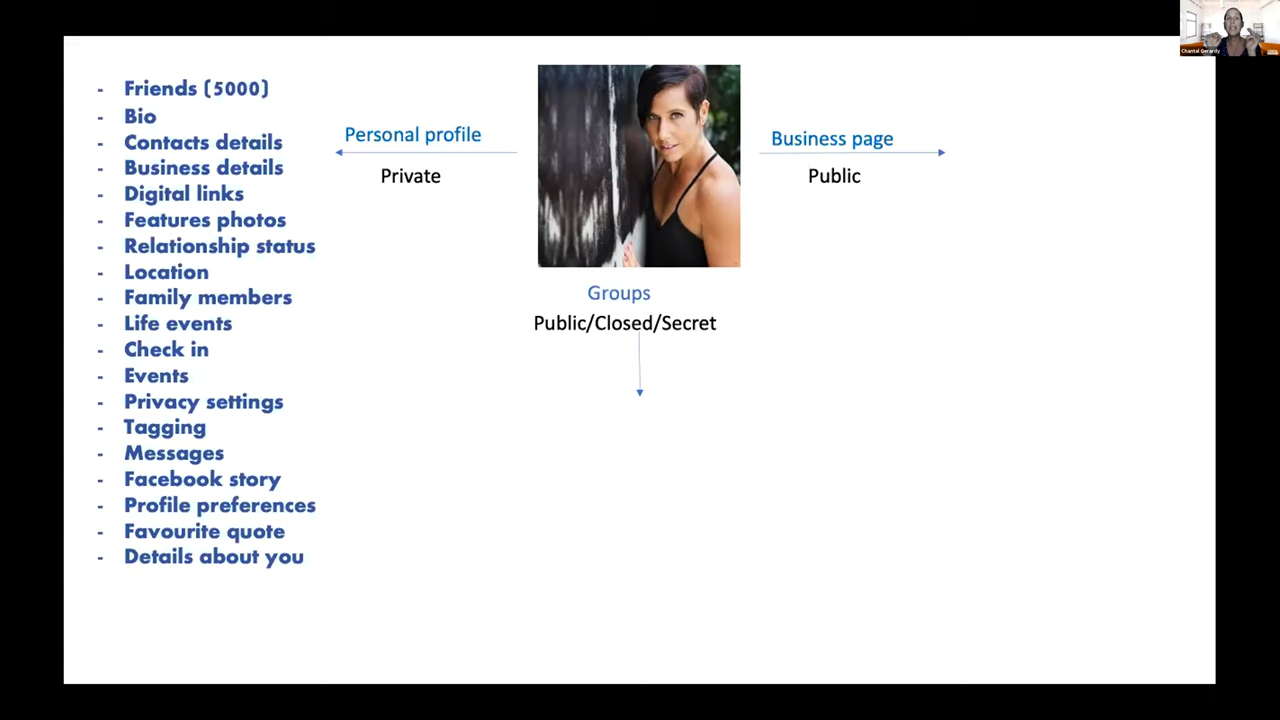 - Friends (5000)
- Bio
- Contacts details
- Business details
- Digital links
- Features photos
- Relationship status
- Location
- Family members
- Life events
- Check in
- Events
- Privacy settings
- Tagging
- Messages
- Facebook story
- Profile preferences
- Favourite quote
- Details about you
Personal profile
Private
Groups
Public/Closed/Secret
Business page
Public
Chantal Gerardy